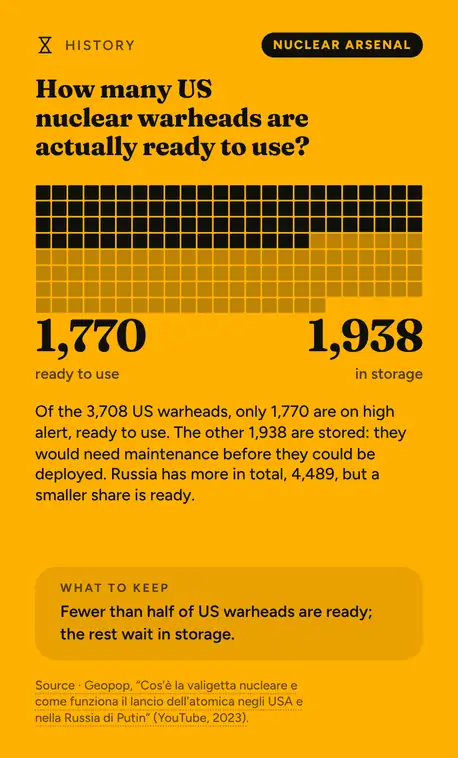 HISTORY
NUCLEAR ARSENAL
How many US
nuclear warheads are
actually ready to use?
1,770
1,938
ready to use
in storage
Of the 3,708 US warheads, only 1,770 are on high
alert, ready to use. The other 1,938 are stored: they
would need maintenance before they could be
deployed. Russia has more in total, 4,489, but a
smaller share is ready.
WHAT TO KEEP
Fewer than half of US warheads are ready;
the rest wait in storage.
Source · Geopop, “Cos’è la valigetta nucleare e
come funziona il lancio dell'atomica negli USA e
nella Russia di Putin” (YouTube, 2023).